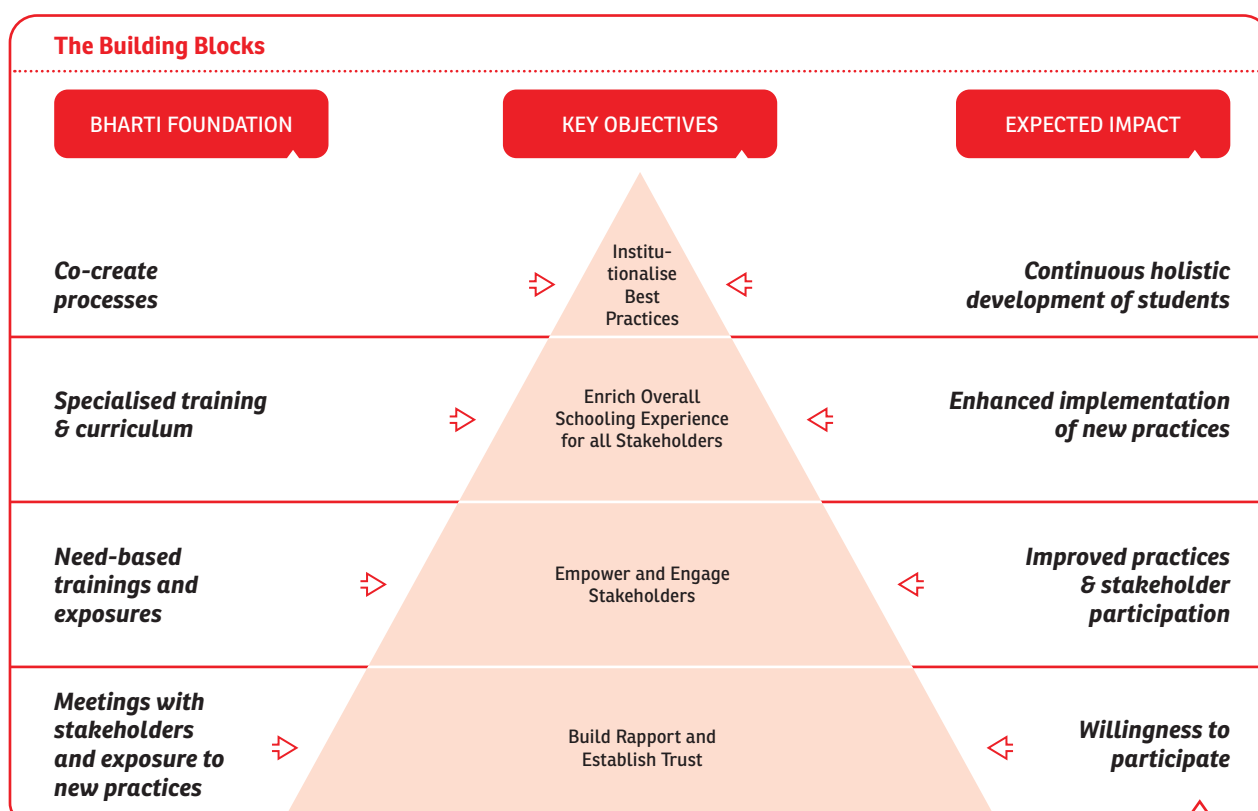 The Building Blocks
BHARTI FOUNDATION
KEY OBJECTIVES
EXPECTED IMPACT
Co-create
processes
Institu-
tionalise
Best
Practices
Continuous holistic
development of students
Specialised training
& curriculum
Enrich Overall
Schooling Experience
for all Stakeholders
Enhanced implementation
of new practices
Need-based
trainings and
exposures
Empower and Engage
Stakeholders
Improved practices
& stakeholder
participation
Meetings with
stakeholders
and exposure to
new practices
Build Rapport and
Establish Trust
Willingness to
participate